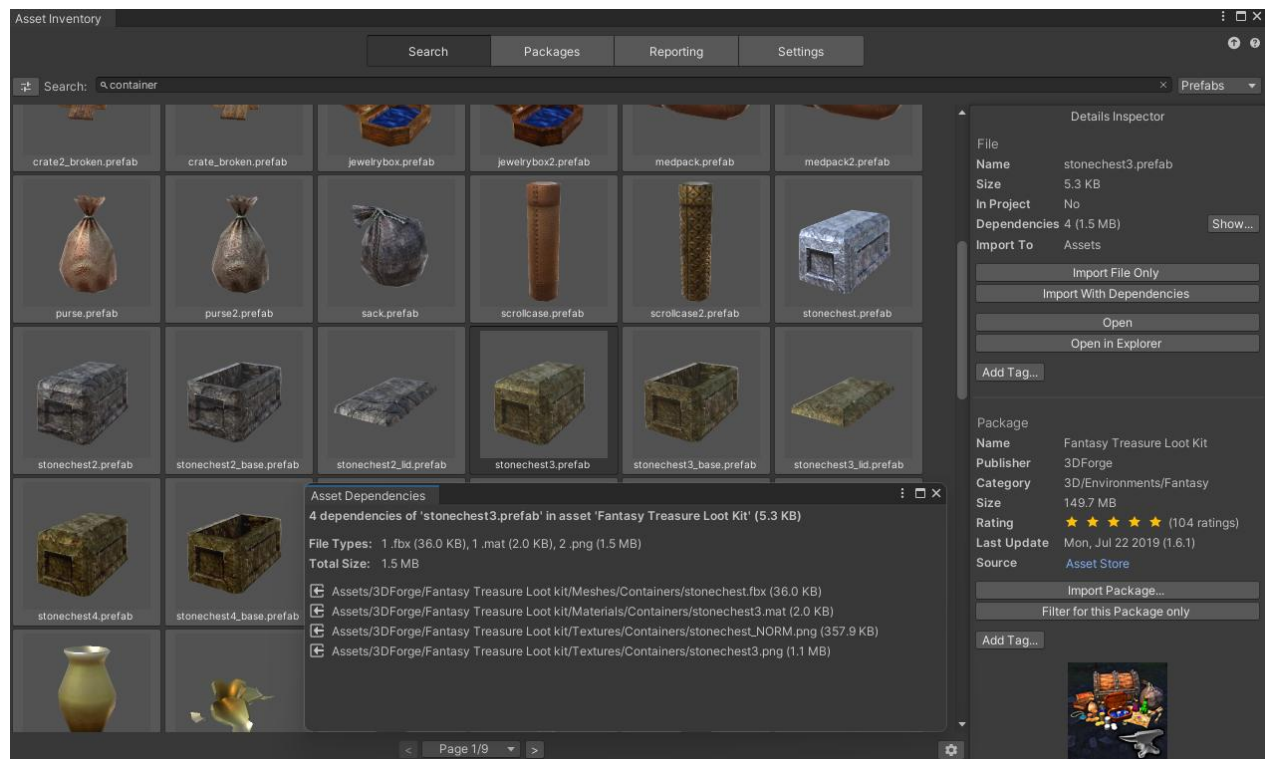 Asset Inventory
Search
Packages
Reporting
Settings
Search:
container
Prefabs
crate2_broken.prefab
crate_broken.prefab
jewelrybox.prefab
jewelrybox2.prefab
medpack.prefab
medpack2.prefab
purse.prefab
purse2.prefab
sack.prefab
scrollcase.prefab
scrollcase2.prefab
stonechest.prefab
stonechest2.prefab
stonechest2_base.prefab
stonechest2_lid.prefab
stonechest3.prefab
stonechest3_base.prefab
stonechest3_lid.prefab
stonechest4.prefab
stonechest4_base.prefab
Asset Dependencies
4 dependencies of 'stonechest3.prefab' in asset 'Fantasy Treasure Loot Kit' (5.3 KB)
File Types: 1 .fbx (36.0 KB), 1 .mat (2.0 KB), 2 .png (1.5 MB)
Total Size: 1.5 MB
Assets/3DForge/Fantasy Treasure Loot kit/Meshes/Containers/stonechest.fbx (36.0 KB)
Assets/3DForge/Fantasy Treasure Loot kit/Materials/Containers/stonechest3.mat (2.0 KB)
Assets/3DForge/Fantasy Treasure Loot kit/Textures/Containers/stonechest_NORM.png (357.9 KB)
Assets/3DForge/Fantasy Treasure Loot kit/Textures/Containers/stonechest3.png (1.1 MB)
< Page 1/9 >
Details Inspector
File
Name stonechest3.prefab
Size 5.3 KB
In Project No
Dependencies 4 (1.5 MB) Show...
Import To Assets
Import File Only
Import With Dependencies
Open
Open in Explorer
Add Tag...
Package
Name Fantasy Treasure Loot Kit
Publisher 3DForge
Category 3D/Environments/Fantasy
Size 149.7 MB
Rating ★ ★ ★ ★ ★ (104 ratings)
Last Update Mon, Jul 22 2019 (1.6.1)
Source Asset Store
Import Package...
Filter for this Package only
Add Tag...